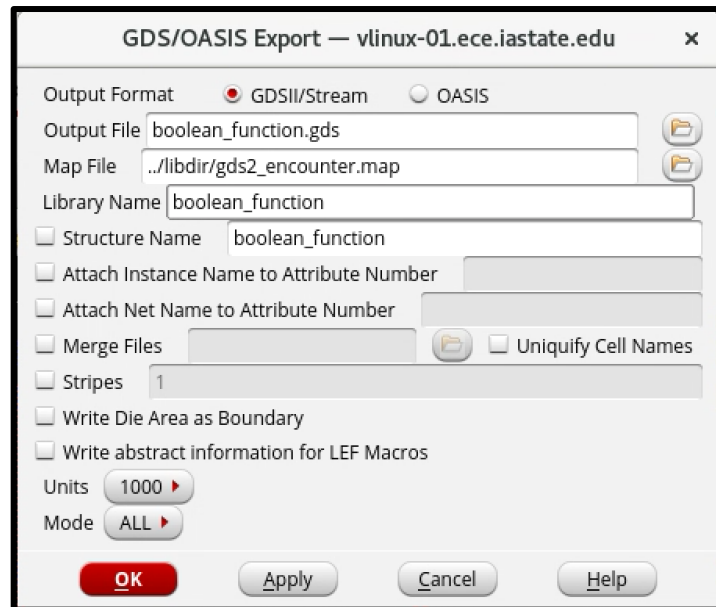 GDS/OASIS Export — vlinux-01.ece.iastate.edu ×
Output Format GDSII/Stream OASIS
Output File boolean_function.gds
Map File ../libdir/gds2_encounter.map
Library Name boolean_function
Structure Name boolean_function
Attach Instance Name to Attribute Number
Attach Net Name to Attribute Number
Merge Files Uniquify Cell Names
Stripes 1
Write Die Area as Boundary
Write abstract information for LEF Macros
Units 1000
Mode ALL
OK Apply Cancel Help